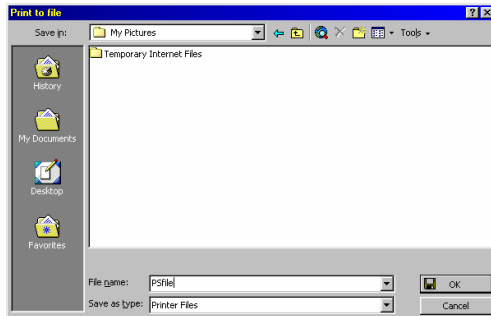 Print to file
Save in: My Pictures Tools
Temporary Internet Files
History
My Documents
Desktop
Favorites
File name: PSfile OK
Save as type: Printer Files Cancel